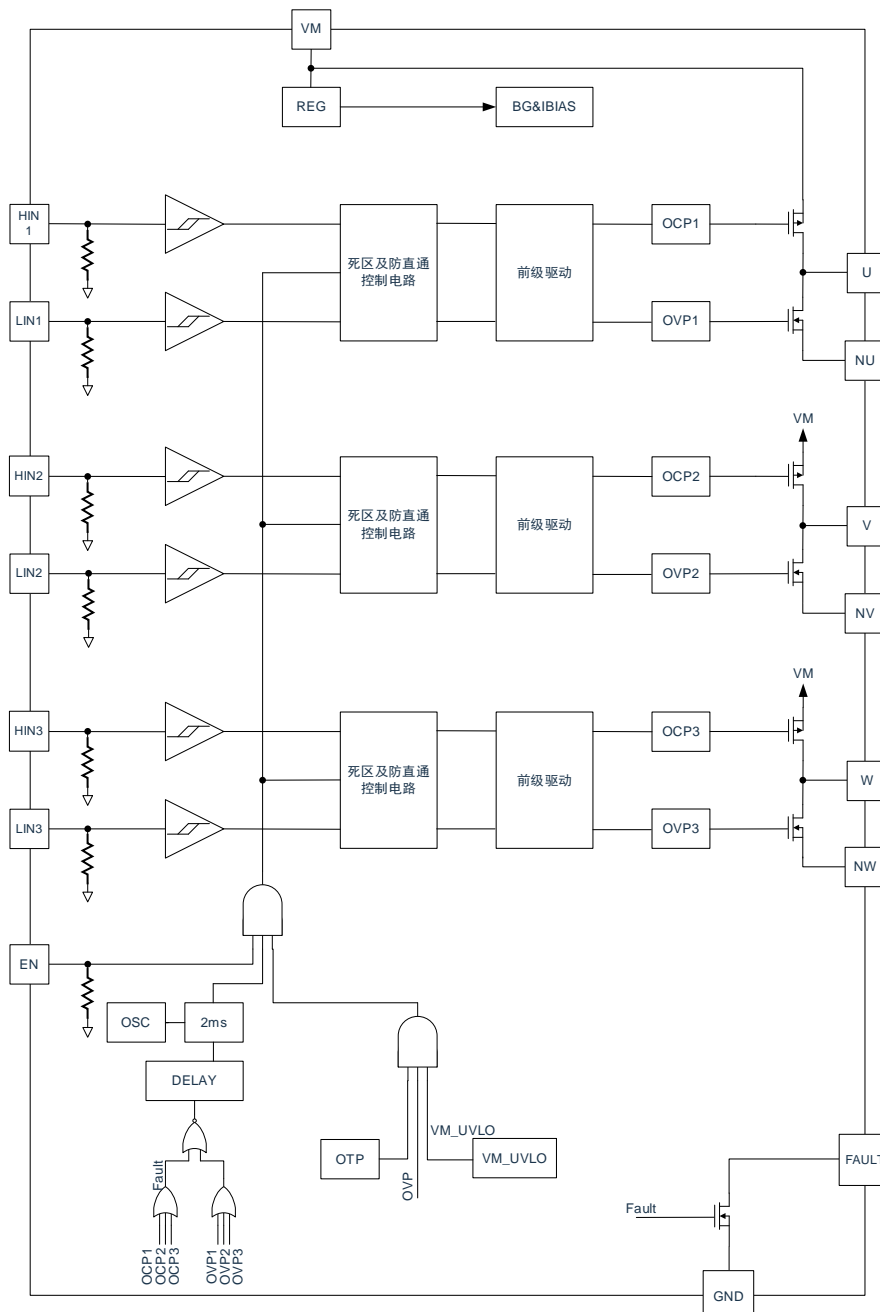 VM
REG
BG&IBIAS
HIN
1
OCP1
死区及防直通
控制电路
前级驱动
U
LIN1
OVP1
NU
VM
HIN2
OCP2
死区及防直通
控制电路
前级驱动
V
LIN2
OVP2
NV
VM
HIN3
OCP3
死区及防直通
控制电路
前级驱动
W
LIN3
OVP3
NW
EN
OSC
2ms
DELAY
VM_UVLO
OTP
VM_UVLO
OVP
FAULT
Fault
Fault
OCP1
OCP2
OCP3
OVP1
OVP2
OVP3
GND